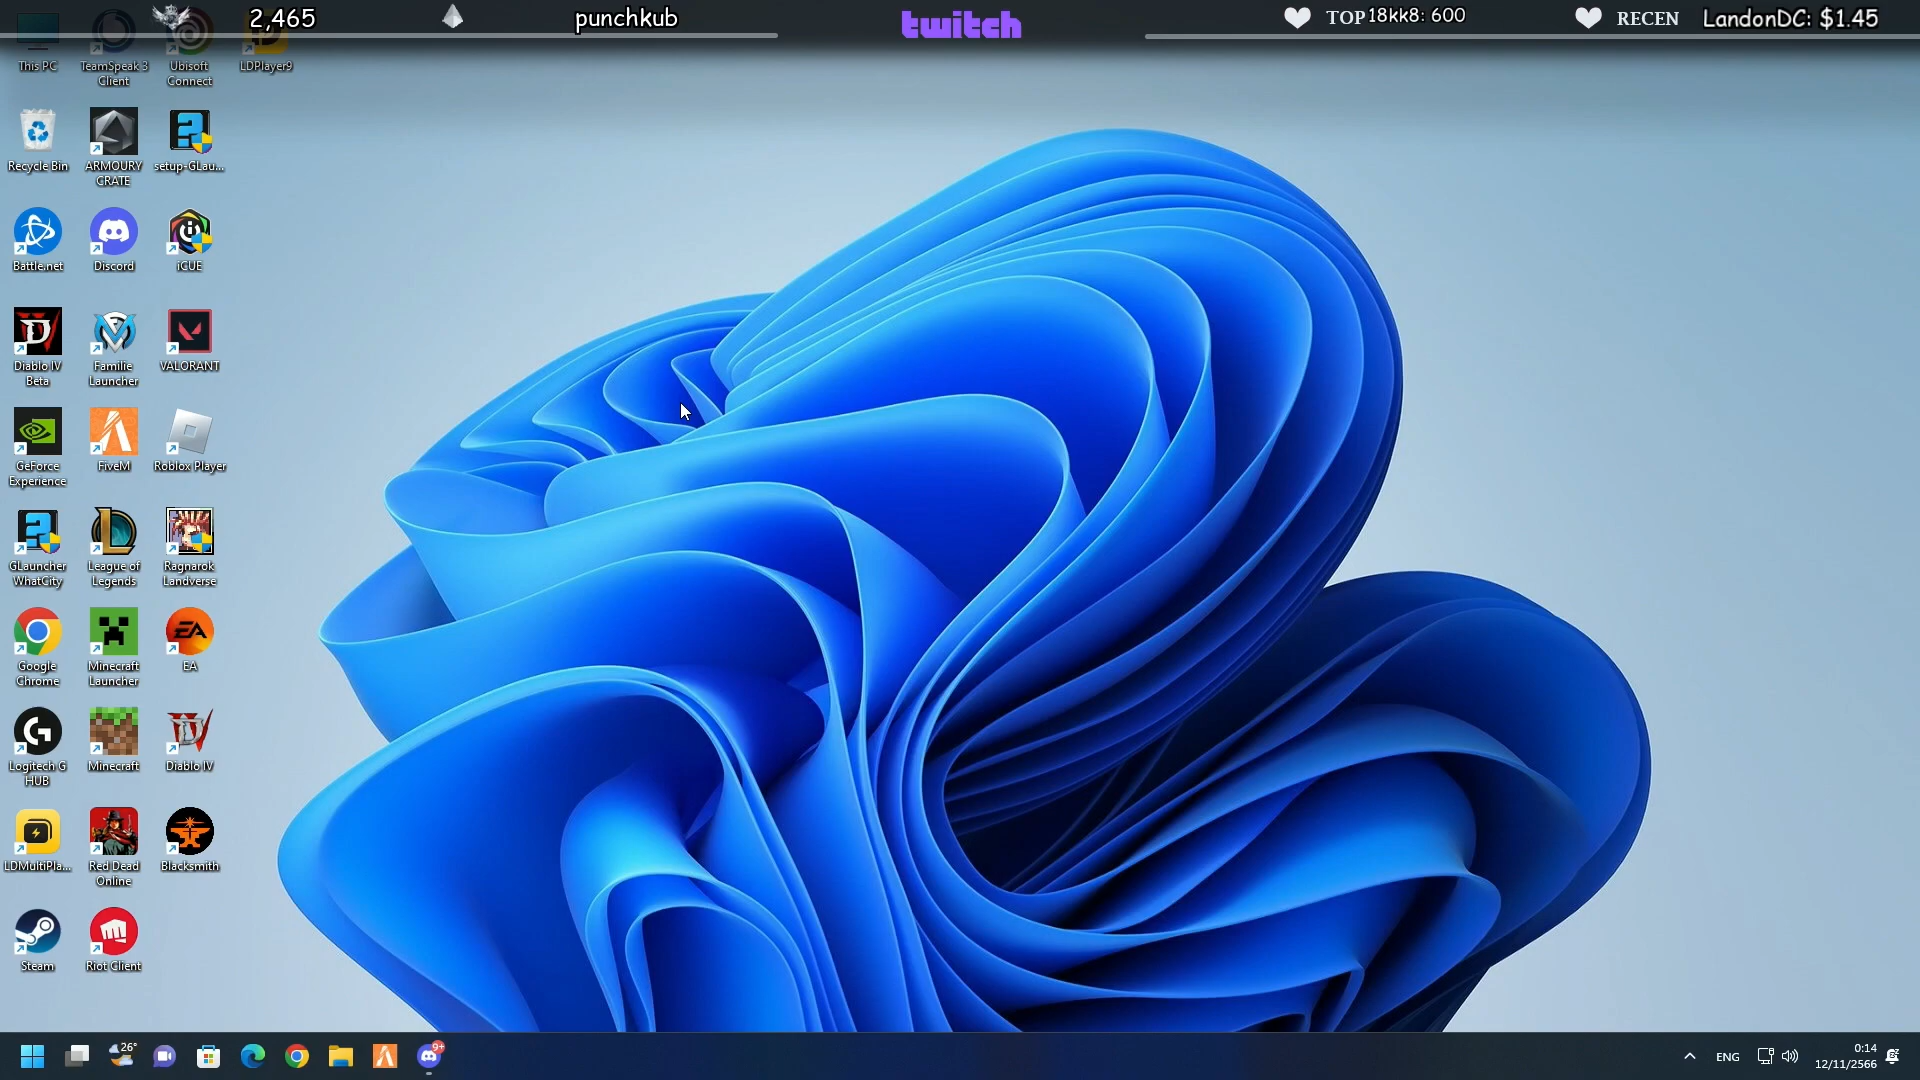 2,465
punchkub
twitch
TOP 18kk8: 600
RECEN
LandonDC: $1.45
This PC
TeamSpeak 3
Client
Ubisoft
Connect
LDPlayer9
Recycle Bin
ARMOURY
CRATE
setup-GLau...
Battle.net
Discord
iCUE
Diablo IV
Beta
Familie
Launcher
VALORANT
GeForce
Experience
FiveM
Roblox Player
GLauncher
WhatCity
League of
Legends
Ragnarok
Landverse
Google
Chrome
Minecraft
Launcher
EA
EA
Logitech G
HUB
Minecraft
Diablo IV
LDMultiPla...
Red Dead
Online
Blacksmith
Steam
Riot Client
26°
9+
ENG
0:14
12/11/2566